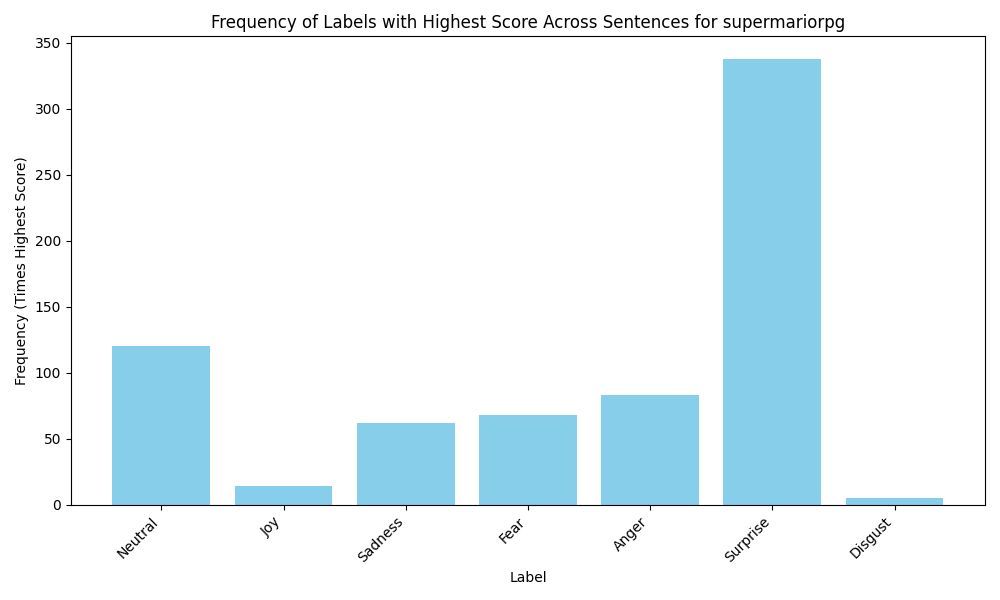 Frequency of Labels with Highest Score Across Sentences for supermariorpg
Frequency (Times Highest Score)
350
300
250
200
150
100
50
0
Neutral
Joy
Sadness
Fear
Anger
Surprise
Disgust
Label